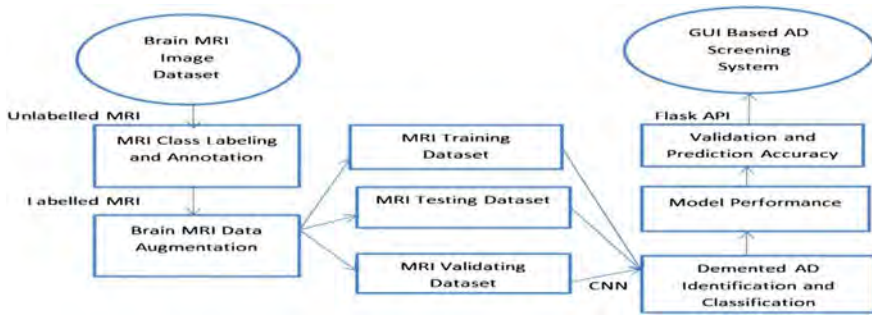 Brain MRI
Image
Dataset
Unlabelled MRI
MRI Class Labeling
and Annotation
Labelled MRI
Brain MRI Data
Augmentation
MRI Training
Dataset
MRI Testing Dataset
MRI Validating
Dataset
CNN
Demented AD
Identification and
Classification
Model Performance
Validation and
Prediction Accuracy
Flask API
GUI Based AD
Screening
System